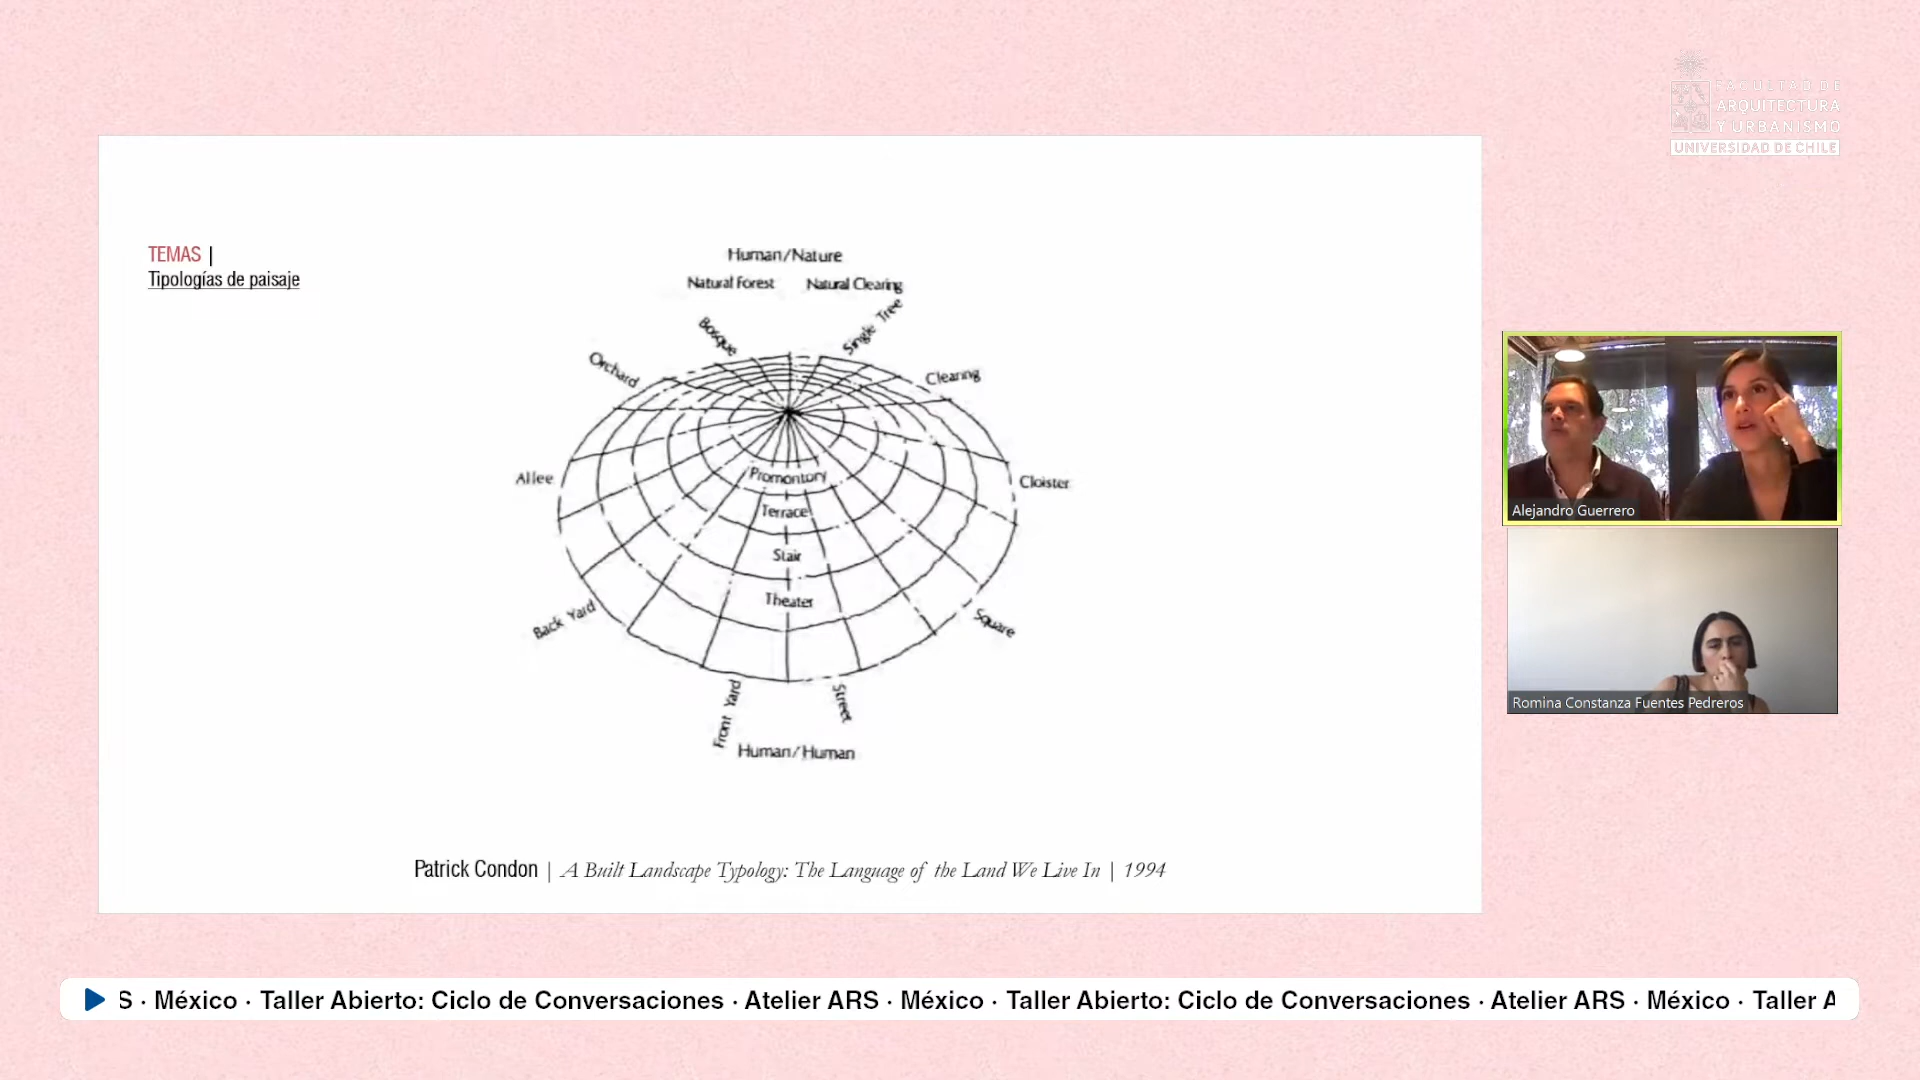 FACULTAD DE
ARQUITECTURA
Y URBANISMO
UNIVERSIDAD DE CHILE
TEMAS |
Tipologías de paisaje
Human/Nature
Natural Forest
Natural Clearing
Bosque
Single Tree
Orchard
Clearing
Allee
Promontory
Cloister
Terrace
Stair
Theater
Back Yard
Square
Front Yard
Street
Human/Human
Patrick Condon | A Built Landscape Typology: The Language of the Land We Live In | 1994
Alejandro Guerrero
Romina Constanza Fuentes Pedreros
S · México · Taller Abierto: Ciclo de Conversaciones · Atelier ARS · México · Taller Abierto: Ciclo de Conversaciones · Atelier ARS · México · Taller A